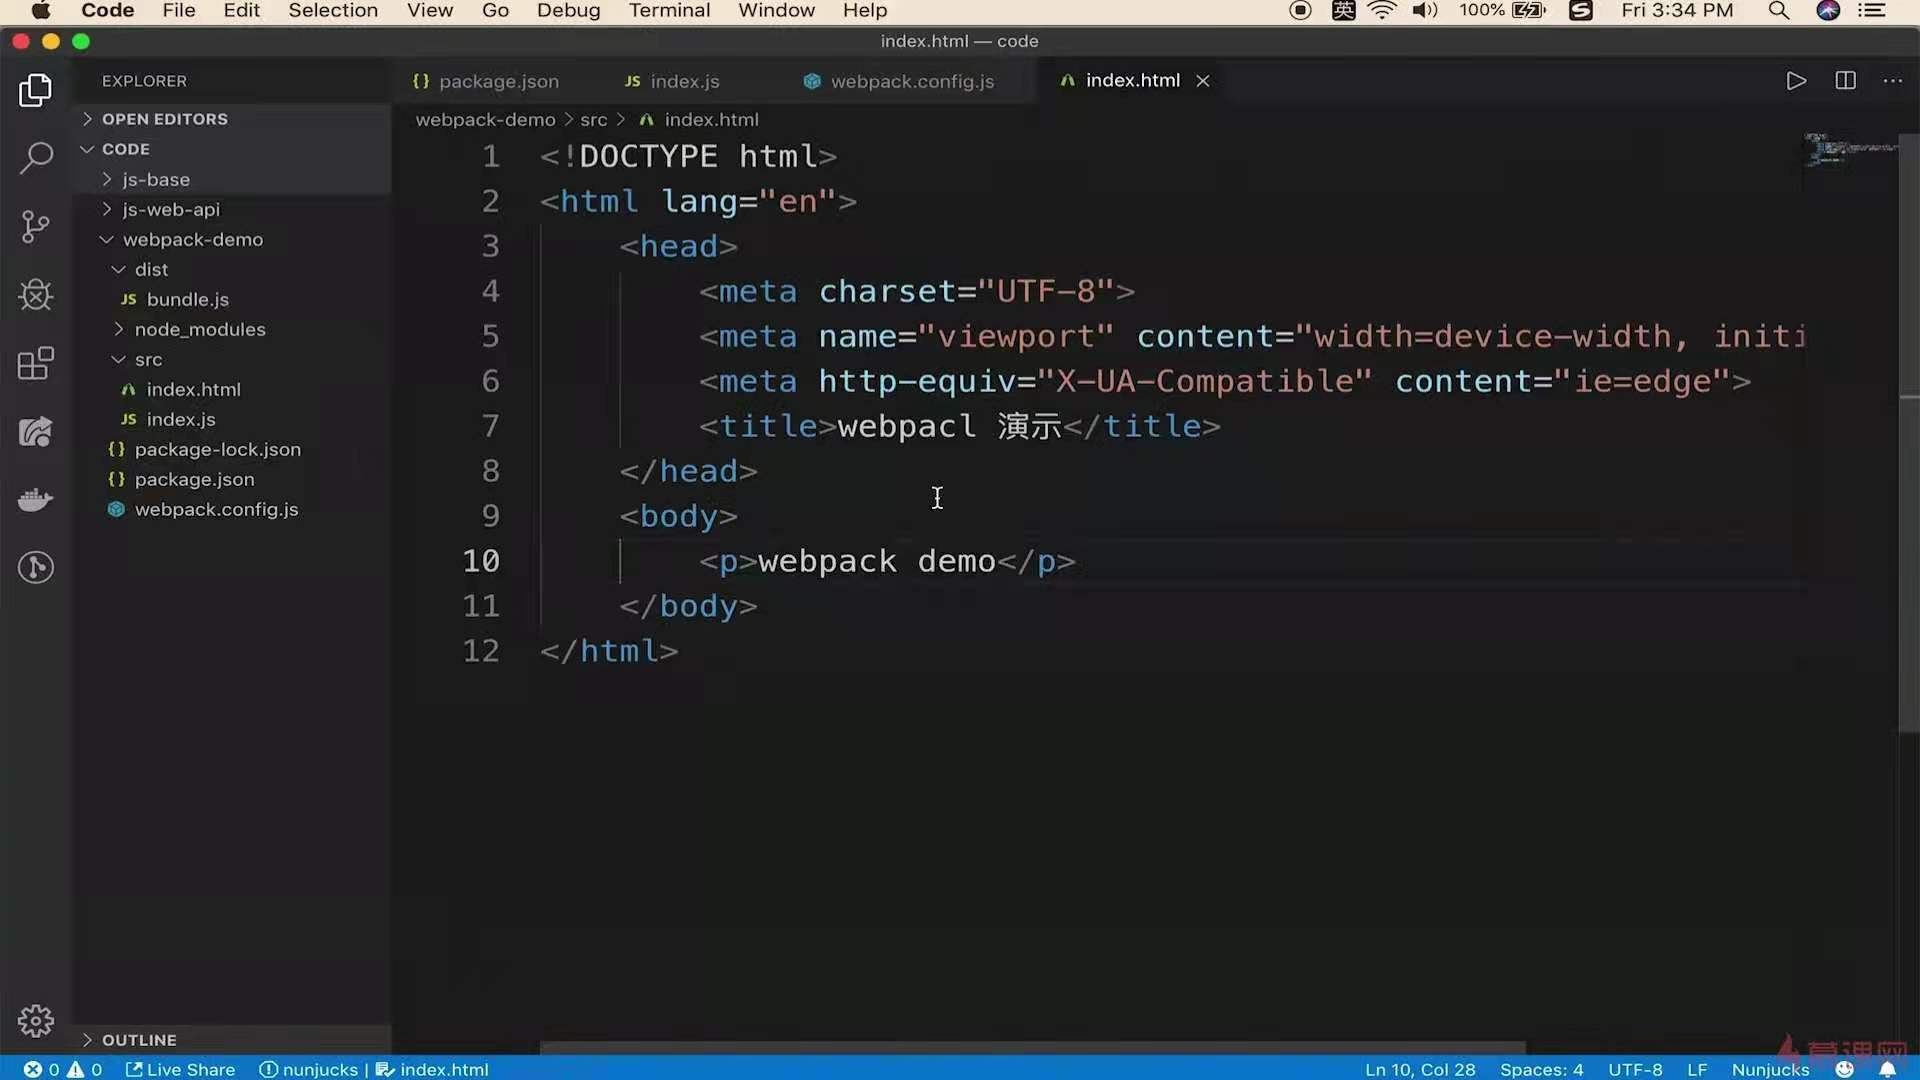 Code File Edit Selection View Go Debug Terminal Window Help 英 100% S Fri 3:34 PM
index.html — code
EXPLORER
OPEN EDITORS
CODE
js-base
js-web-api
webpack-demo
dist
JS bundle.js
node_modules
src
index.html
JS index.js
{} package-lock.json
{} package.json
webpack.config.js
OUTLINE
{} package.json JS index.js webpack.config.js index.html
webpack-demo > src > index.html
1 <!DOCTYPE html>
2 <html lang="en">
3 <head>
4 <meta charset="UTF-8">
5 <meta name="viewport" content="width=device-width, initi
6 <meta http-equiv="X-UA-Compatible" content="ie=edge">
7 <title>webpacl 演示</title>
8 </head>
9 <body>
10 <p>webpack demo</p>
11 </body>
12 </html>
慕课网
0 0 Live Share nunjucks | index.html Ln 10, Col 28 Spaces: 4 UTF-8 LF Nunjucks